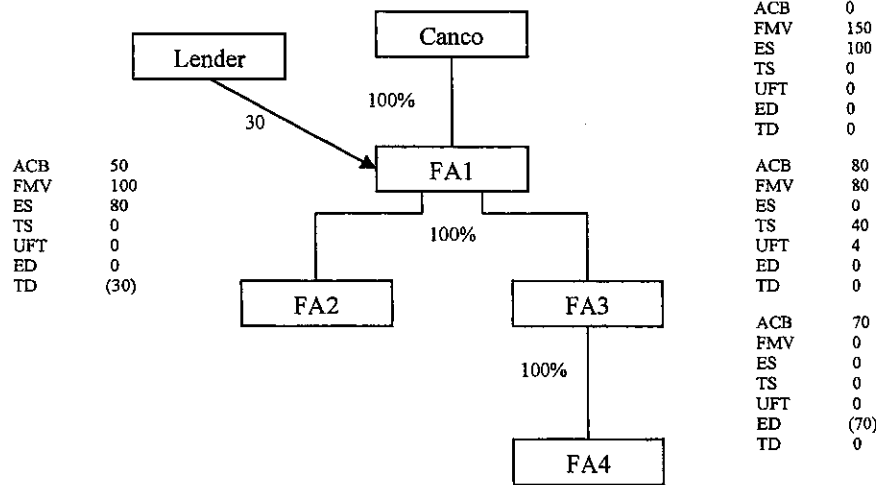 ACB 0
FMV 150
ES 100
TS 0
UFT 0
ED 0
TD 0
Canco
Lender
100%
30
FA1
ACB 50
FMV 100
ES 80
TS 0
UFT 0
ED 0
TD (30)
ACB 80
FMV 80
ES 0
TS 40
UFT 4
ED 0
TD 0
100%
FA2
FA3
ACB 70
FMV 0
ES 0
TS 0
UFT 0
ED (70)
TD 0
100%
FA4